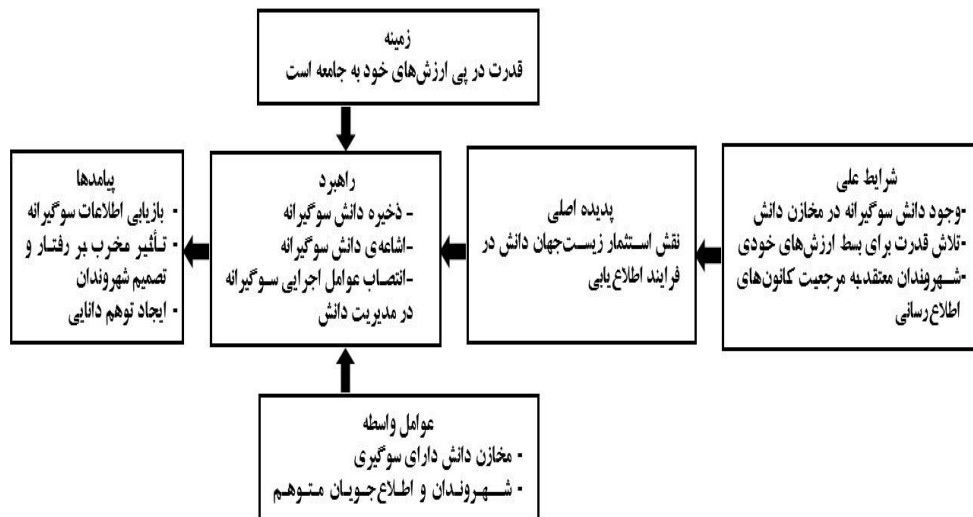 زمینه
قدرت در پی ارزش‌های خود به جامعه است
شرایط علی
-وجود دانش سوگیرانه در مخازن دانش
-تلاش قدرت برای بسط ارزش‌های خودی
-شهروندان معتقدبه مرجعیت کانون‌های
اطلاع‌رسانی
پدیده اصلی
نقش استثمار زیست‌جهان دانش در
فرایند اطلاع‌یابی
راهبرد
- ذخیره دانش سوگیرانه
- اشاعه‌ی دانش سوگیرانه
-انتصاب عوامل اجرایی سوگیرانه
در مدیریت دانش
پیامدها
- بازیابی اطلاعات سوگیرانه
- تأثیر مخرب بر رفتار و
تصمیم شهروندان
- ایجاد توهم دانایی
عوامل واسطه
- مخازن دانش دارای سوگیری
- شهروندان و اطلاع‌جویان متوهم